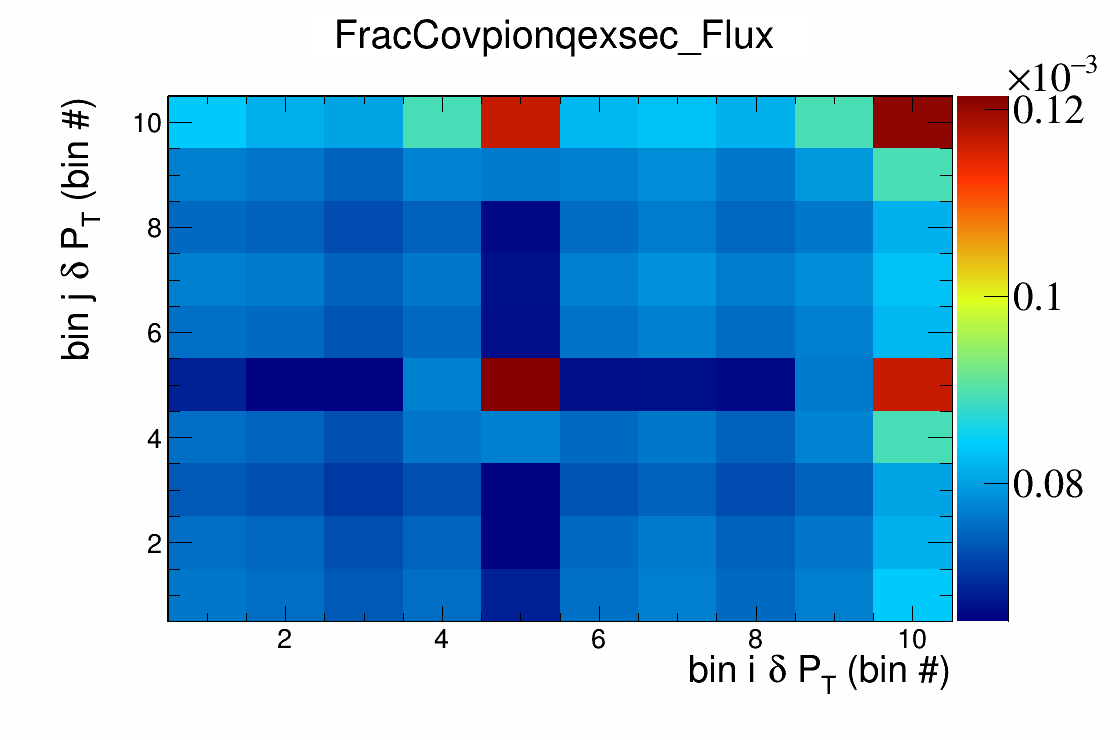 FracCovpionqexsec_Flux
×10⁻³
0.12
0.1
0.08
10
8
6
4
2
bin j δ P_T (bin #)
2 4 6 8 10
bin i δ P_T (bin #)